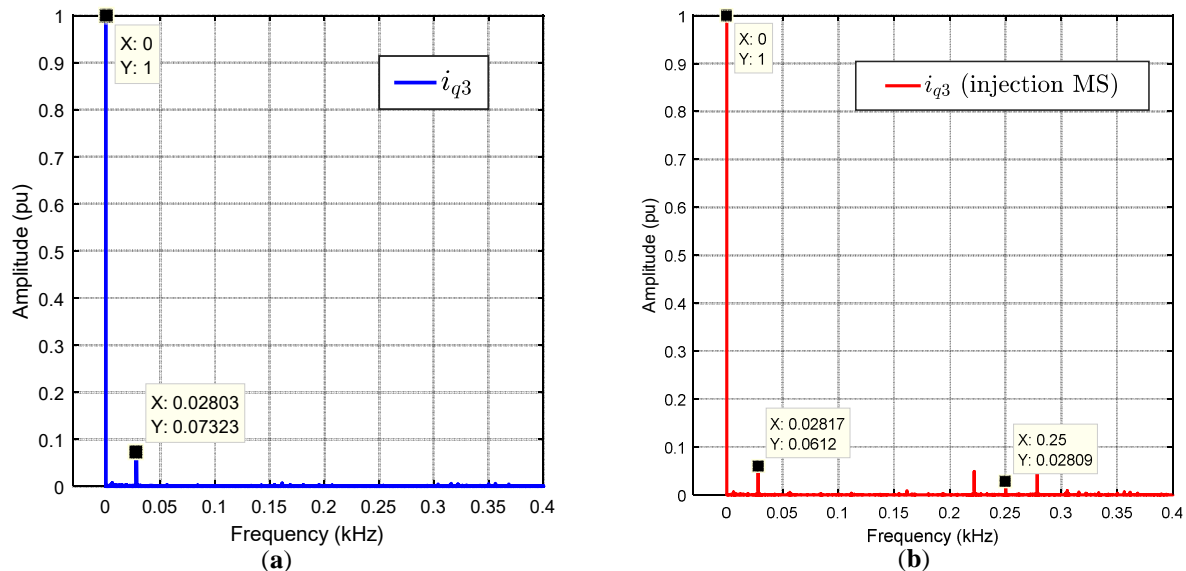 1
0.9
0.8
0.7
0.6
0.5
0.4
0.3
0.2
0.1
0
Amplitude (pu)
X: 0
Y: 1
i_{q3}
X: 0.02803
Y: 0.07323
0 0.05 0.1 0.15 0.2 0.25 0.3 0.35 0.4
Frequency (kHz)
(a)
1
0.9
0.8
0.7
0.6
0.5
0.4
0.3
0.2
0.1
0
Amplitude (pu)
X: 0
Y: 1
i_{q3} (injection MS)
X: 0.02817
Y: 0.0612
X: 0.25
Y: 0.02809
0 0.05 0.1 0.15 0.2 0.25 0.3 0.35 0.4
Frequency (kHz)
(b)